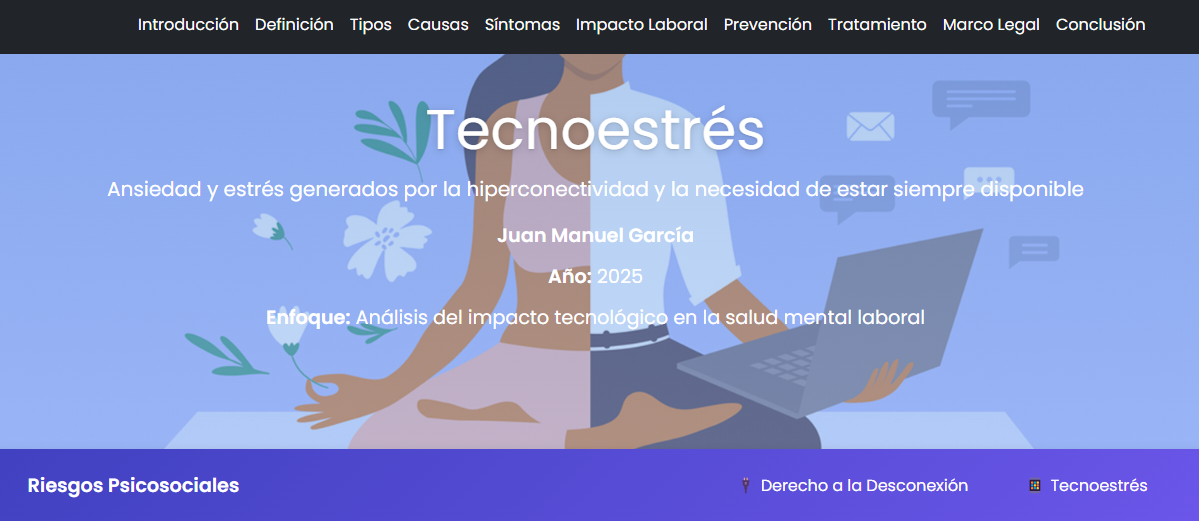 Introducción Definición Tipos Causas Síntomas Impacto Laboral Prevención Tratamiento Marco Legal Conclusión
Tecnoestrés
Ansiedad y estrés generados por la hiperconectividad y la necesidad de estar siempre disponible
Juan Manuel García
Año: 2025
Enfoque: Análisis del impacto tecnológico en la salud mental laboral
Riesgos Psicosociales Derecho a la Desconexión Tecnoestrés